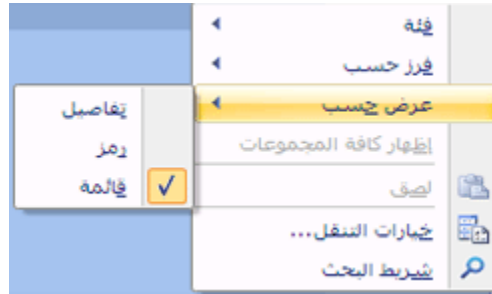 فئة
فرز حسب
عرض حسب
إظهار كافة المجموعات
لصق
خيارات التنقل...
شريط البحث
تفاصيل
رمز
قائمة